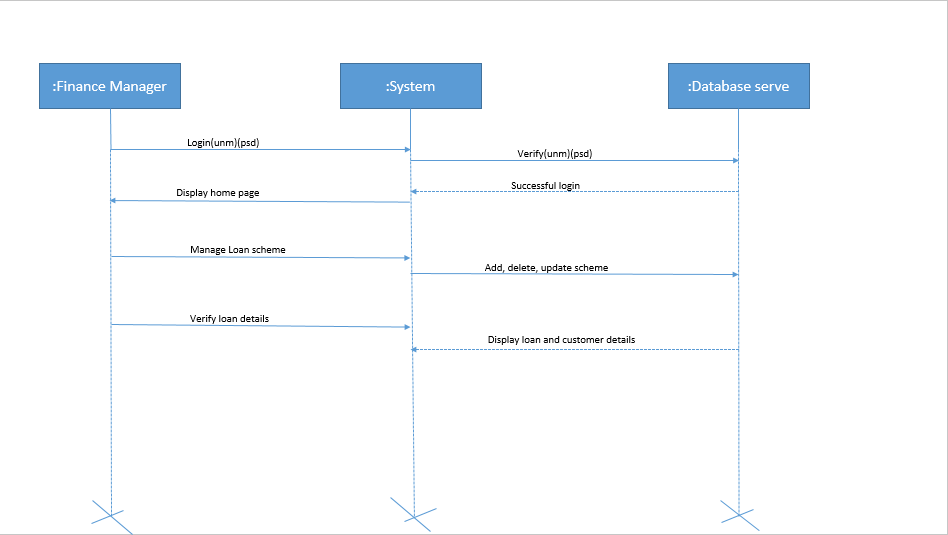 :Finance Manager
:System
:Database serve
Login(unm)(psd)
Verify(unm)(psd)
Successful login
Display home page
Manage Loan scheme
Add, delete, update scheme
Verify loan details
Display loan and customer details